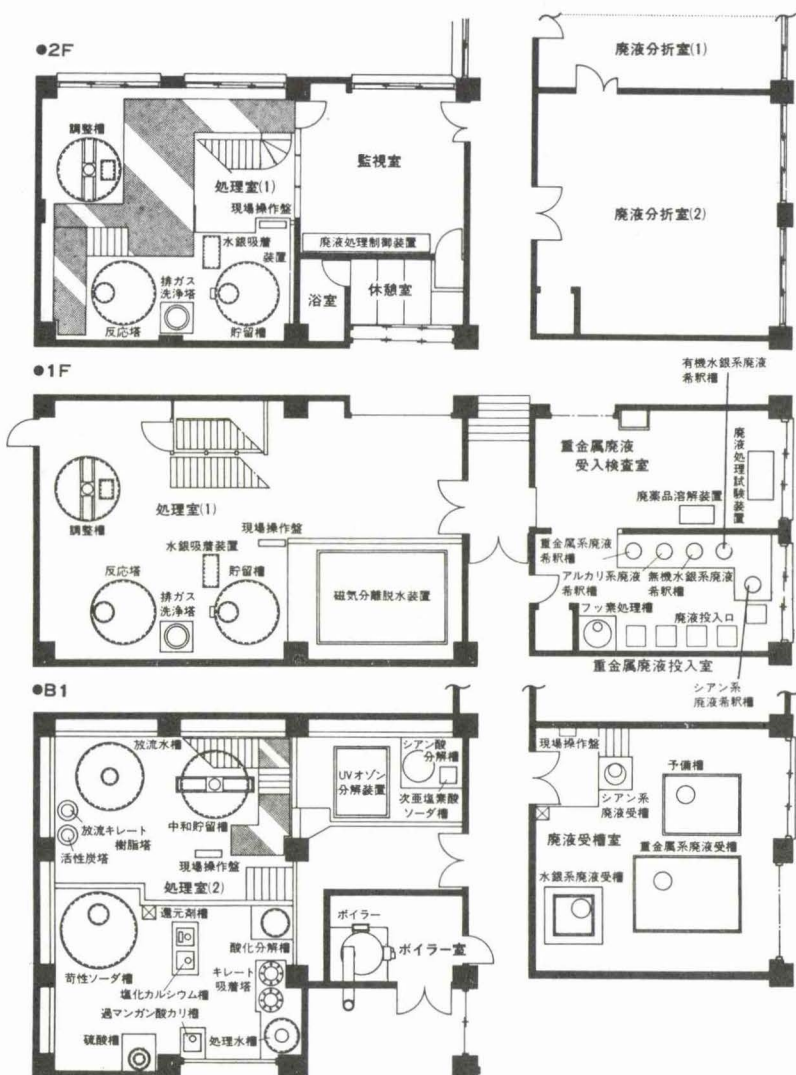 ●2F
廃液分折室(1)
調整槽
処理室(1)
監視室
現場操作盤
廃液分折室(2)
水銀吸着
装置
廃液処理制御装置
排ガス
洗浄塔
浴室
休憩室
反応塔
貯留槽
●1F
有機水銀系廃液
希釈槽
重金属廃液
受入検査室
廃液処理試験装置
調整槽
処理室(1)
廃薬品溶解装置
現場操作盤
水銀吸着装置
重金属系廃液
希釈槽
反応塔
排ガス
洗浄塔
貯留槽
磁気分離脱水装置
アルカリ系廃液
希釈槽
無機水銀系廃液
希釈槽
フッ素処理槽
廃液投入口
重金属廃液投入室
シアン系
廃液希釈槽
●B1
放流水槽
シアン酸
分解槽
UVオゾン
分解装置
次亜塩素酸
ソーダ槽
現場操作盤
予備槽
シアン系
廃液受槽
放流キレート
樹脂塔
中和貯留槽
活性炭塔
現場操作盤
処理室(2)
廃液受槽室
重金属系廃液受槽
水銀系廃液受槽
還元剤槽
酸化分解槽
ボイラー
ボイラー室
苛性ソーダ槽
キレート
吸着塔
塩化カルシウム槽
過マンガン酸カリ槽
硫酸槽
処理水槽